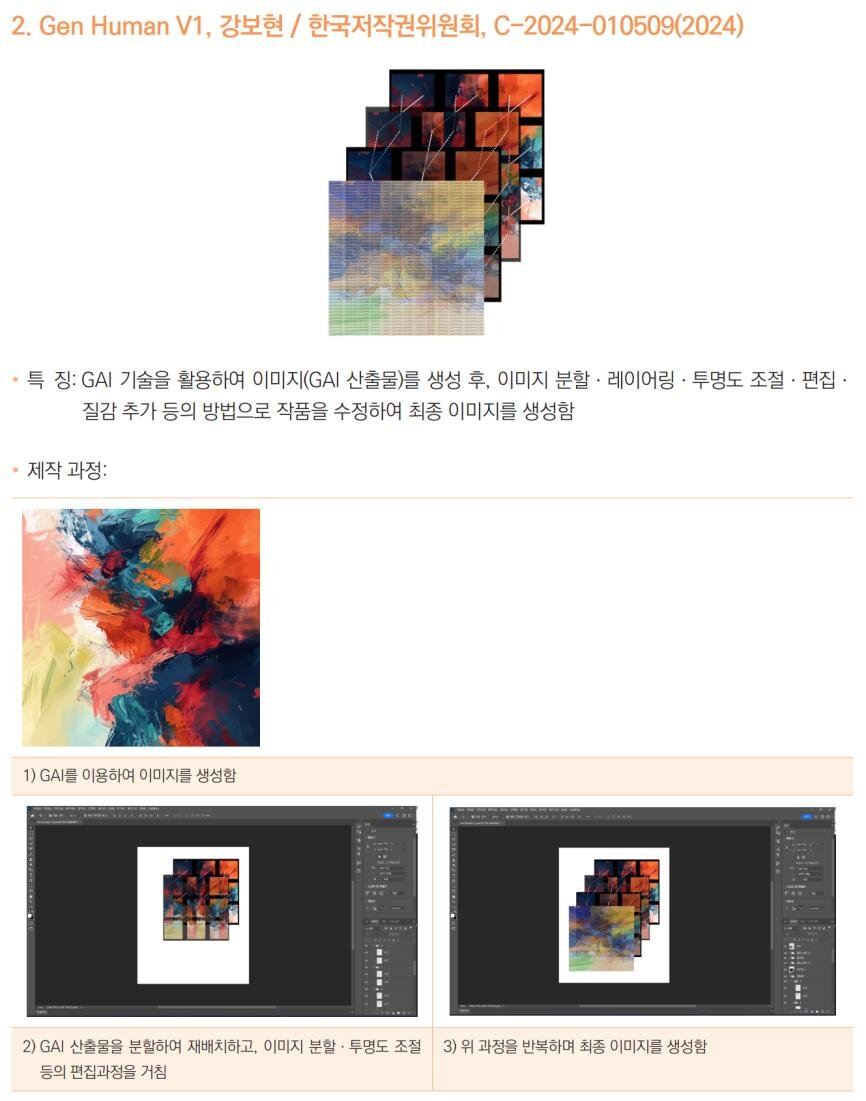 2. Gen Human V1, 강보현 / 한국저작권위원회, C-2024-010509(2024)
• 특 징: GAI 기술을 활용하여 이미지(GAI 산출물)를 생성 후, 이미지 분할 · 레이어링 · 투명도 조절 · 편집 ·
질감 추가 등의 방법으로 작품을 수정하여 최종 이미지를 생성함
• 제작 과정:
1) GAI를 이용하여 이미지를 생성함
2) GAI 산출물을 분할하여 재배치하고, 이미지 분할 · 투명도 조절
등의 편집과정을 거침
3) 위 과정을 반복하며 최종 이미지를 생성함